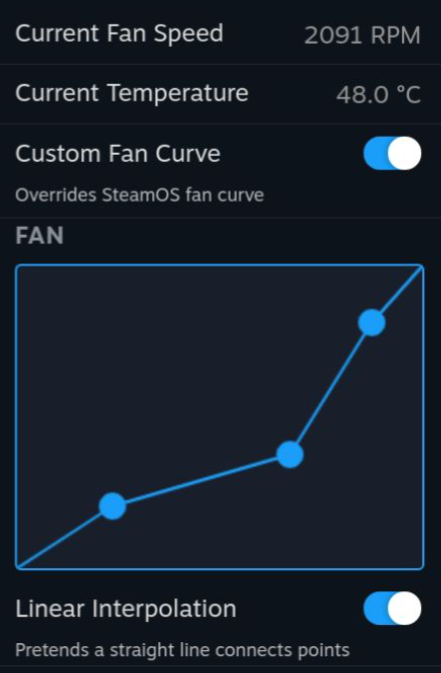 Current Fan Speed 2091 RPM
Current Temperature 48.0 °C
Custom Fan Curve
Overrides SteamOS fan curve
FAN
Linear Interpolation
Pretends a straight line connects points